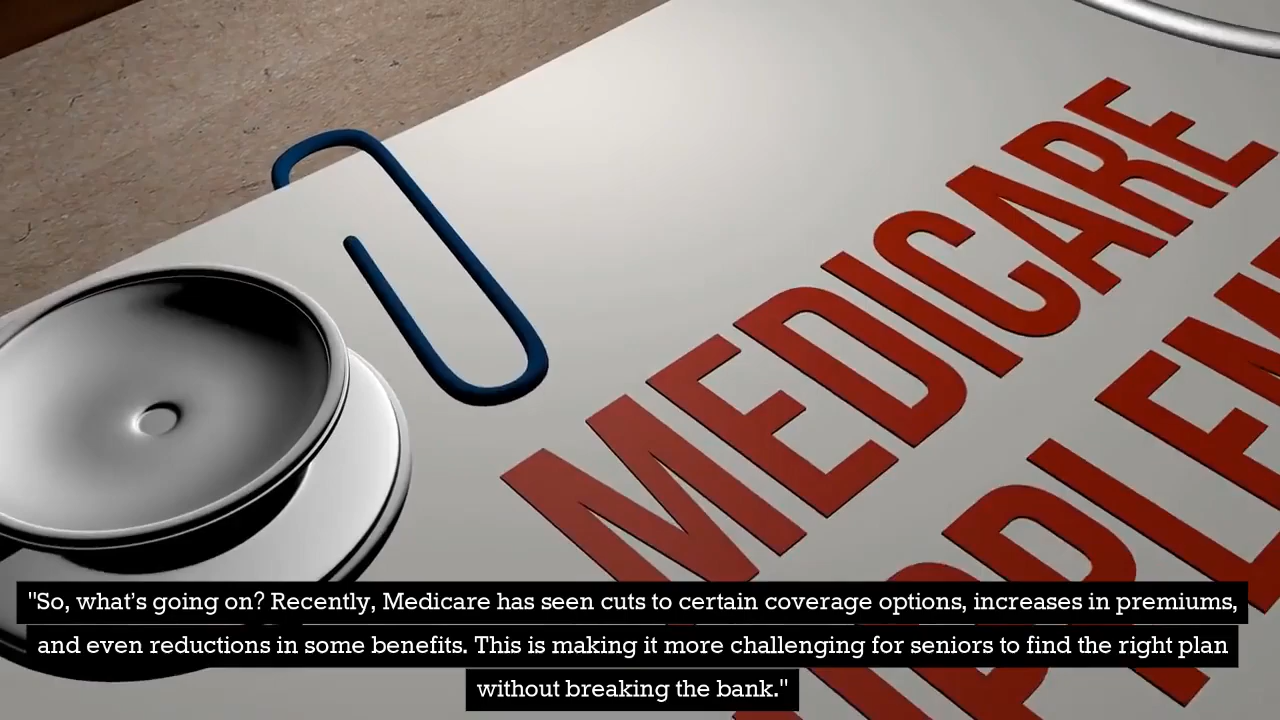 MEDICARE
"So, what’s going on? Recently, Medicare has seen cuts to certain coverage options, increases in premiums,
and even reductions in some benefits. This is making it more challenging for seniors to find the right plan
without breaking the bank."